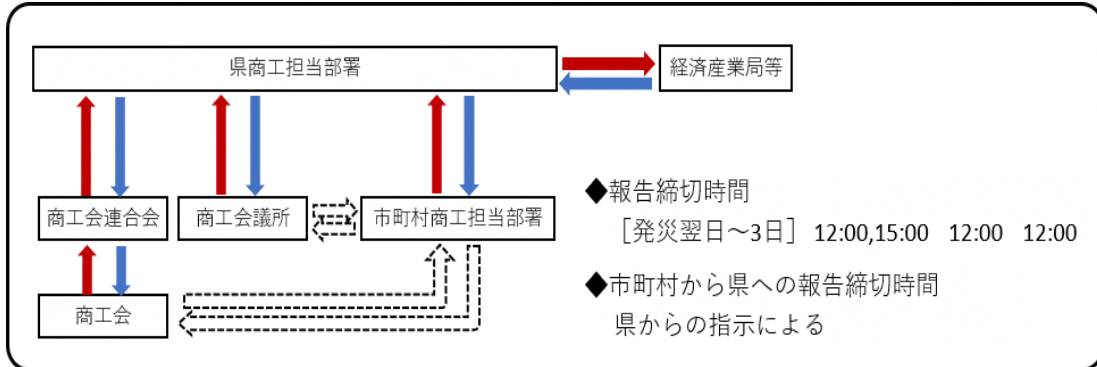 県商工担当部署
経済産業局等
商工会連合会
商工会議所
市町村商工担当部署
商工会
◆報告締切時間
［発災翌日～3日］ 12:00,15:00 12:00 12:00
◆市町村から県への報告締切時間
県からの指示による